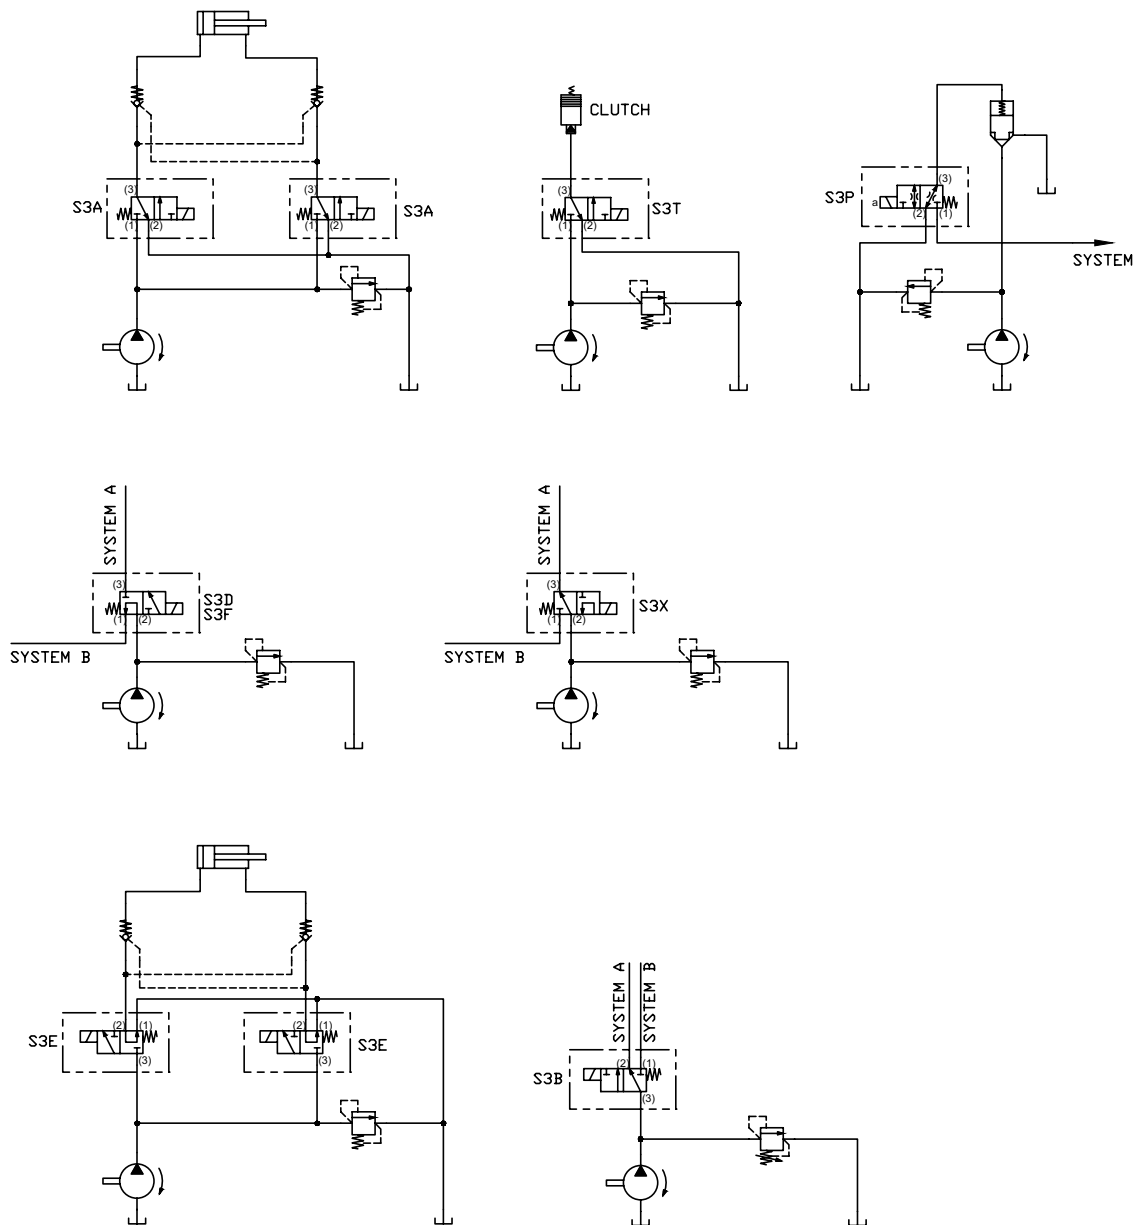 CLUTCH
(3)
S3A
(1)
(2)
(3)
S3A
(1)
(2)
(3)
S3T
(1)
(2)
(3)
S3P
a
(2)
(1)
SYSTEM
SYSTEM A
(3)
S3D
S3F
(1)
(2)
SYSTEM B
SYSTEM A
(3)
S3X
(1)
(2)
SYSTEM B
(2)
(1)
S3E
(3)
(2)
(1)
S3E
(3)
SYSTEM A
SYSTEM B
(2)
(1)
S3B
(3)